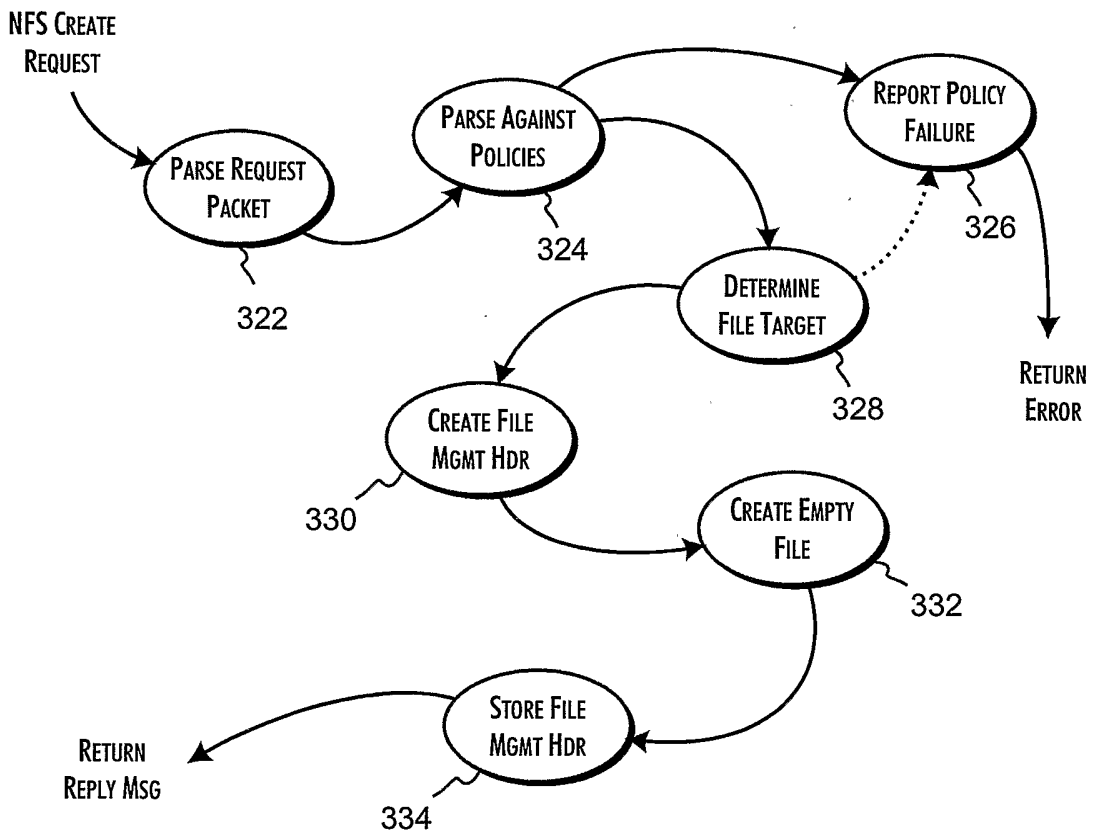 NFS CREATE
REQUEST
PARSE REQUEST
PACKET
322
PARSE AGAINST
POLICIES
324
REPORT POLICY
FAILURE
326
DETERMINE
FILE TARGET
328
RETURN
ERROR
CREATE FILE
MGMT HDR
330
CREATE EMPTY
FILE
332
STORE FILE
MGMT HDR
334
RETURN
REPLY MSG